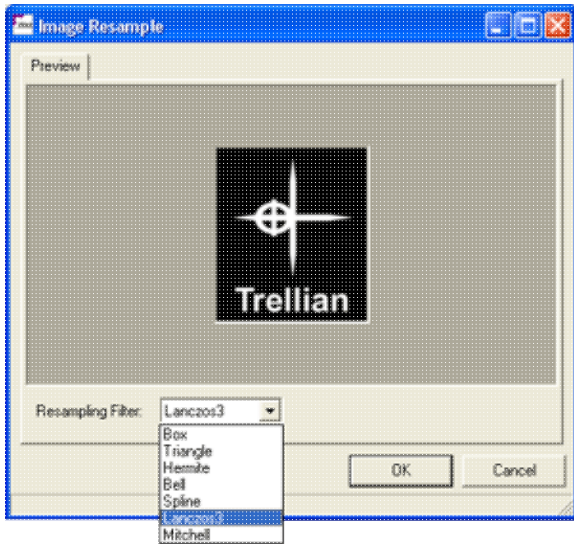 Image Resample
Preview
Trellian
Resampling Filter: Lanczos3
Box
Triangle
Hermite
Bell
Spline
Lanczos3
Mitchell
OK Cancel